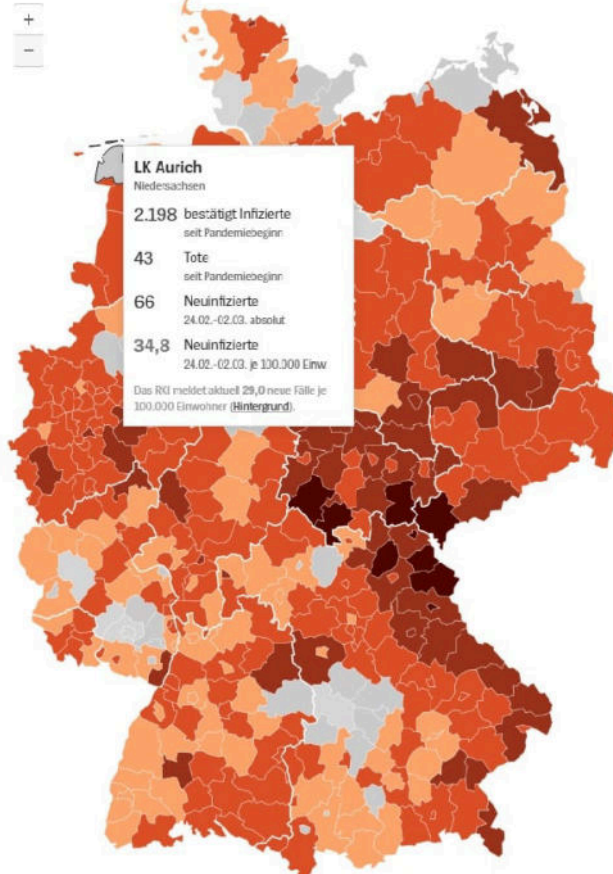 +
−
LK Aurich
Niedersachsen
2.198 bestätigt Infizierte
seit Pandemiebeginn
43 Tote
seit Pandemiebeginn
66 Neuinfizierte
24.02.-02.03. absolut
34,8 Neuinfizierte
24.02.-02.03. je 100.000 Einw
Das RKI meldet aktuell 29,0 neue Fälle je
100.000 Einwohner (Hintergrund).